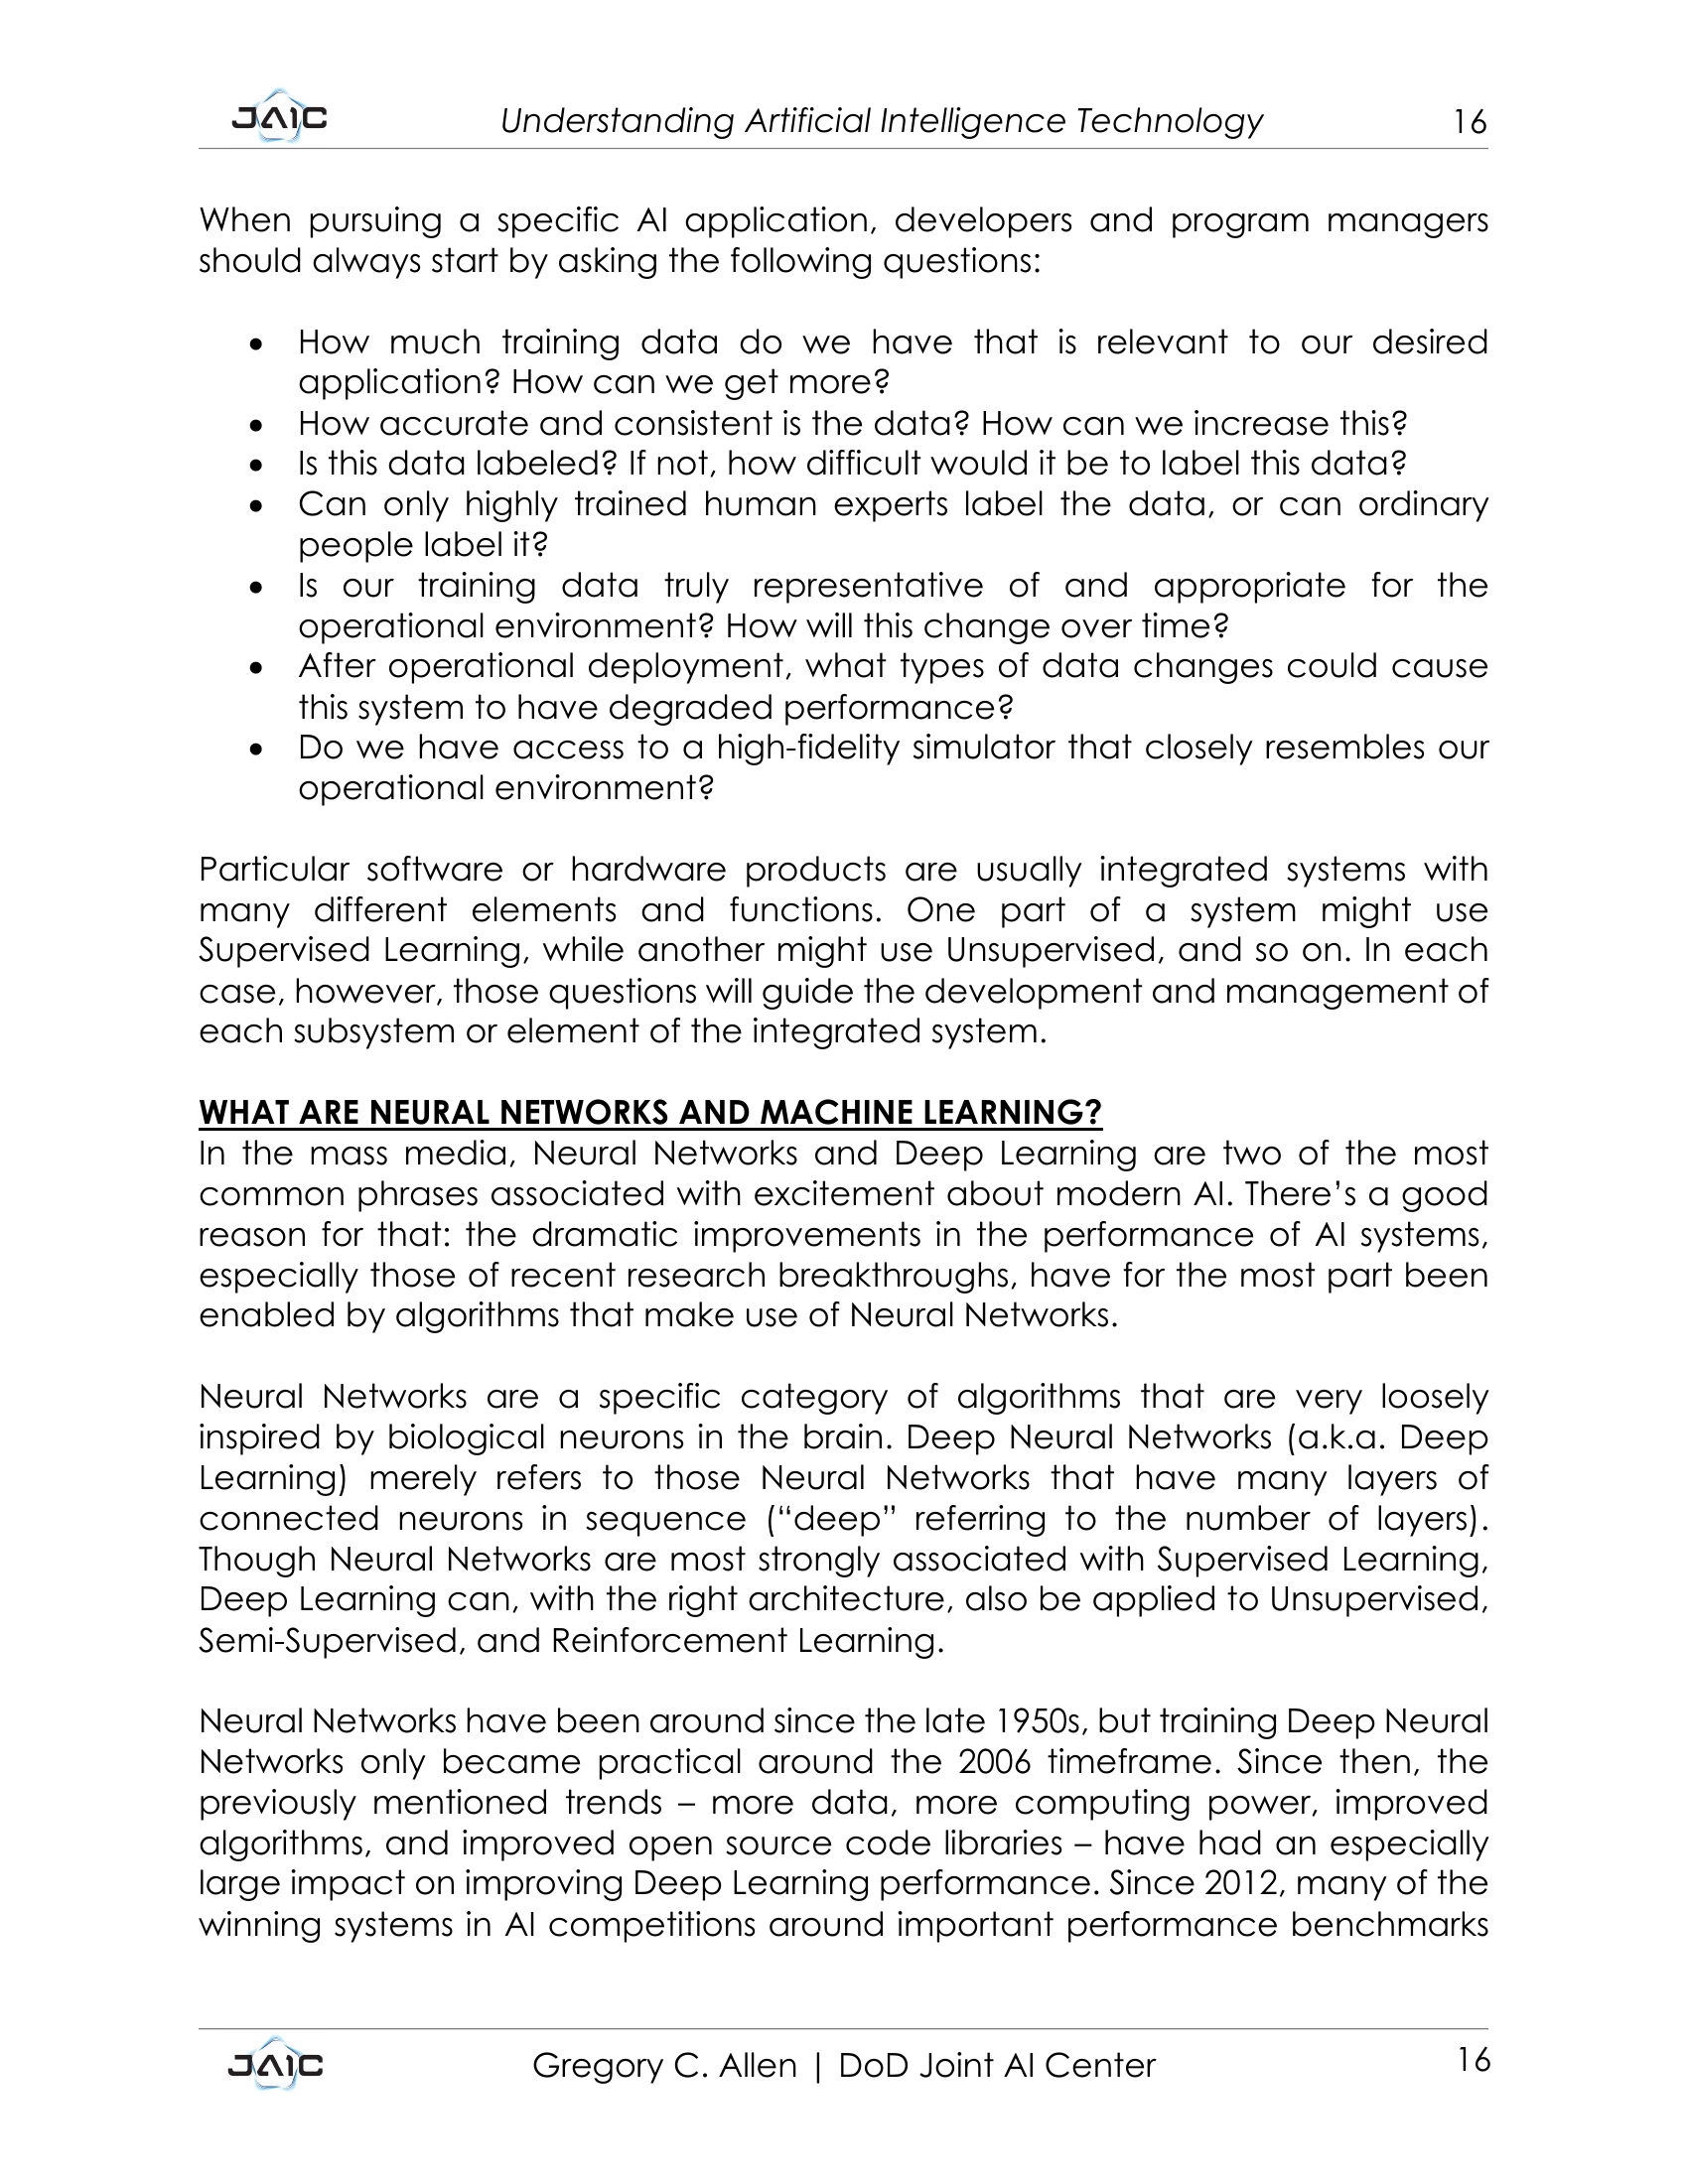 JAIC
Understanding Artificial Intelligence Technology
16
When pursuing a specific AI application, developers and program managers
should always start by asking the following questions:
• How much training data do we have that is relevant to our desired
application? How can we get more?
• How accurate and consistent is the data? How can we increase this?
• Is this data labeled? If not, how difficult would it be to label this data?
• Can only highly trained human experts label the data, or can ordinary
people label it?
• Is our training data truly representative of and appropriate for the
operational environment? How will this change over time?
• After operational deployment, what types of data changes could cause
this system to have degraded performance?
• Do we have access to a high-fidelity simulator that closely resembles our
operational environment?
Particular software or hardware products are usually integrated systems with
many different elements and functions. One part of a system might use
Supervised Learning, while another might use Unsupervised, and so on. In each
case, however, those questions will guide the development and management of
each subsystem or element of the integrated system.
WHAT ARE NEURAL NETWORKS AND MACHINE LEARNING?
In the mass media, Neural Networks and Deep Learning are two of the most
common phrases associated with excitement about modern AI. There’s a good
reason for that: the dramatic improvements in the performance of AI systems,
especially those of recent research breakthroughs, have for the most part been
enabled by algorithms that make use of Neural Networks.
Neural Networks are a specific category of algorithms that are very loosely
inspired by biological neurons in the brain. Deep Neural Networks (a.k.a. Deep
Learning) merely refers to those Neural Networks that have many layers of
connected neurons in sequence (“deep” referring to the number of layers).
Though Neural Networks are most strongly associated with Supervised Learning,
Deep Learning can, with the right architecture, also be applied to Unsupervised,
Semi-Supervised, and Reinforcement Learning.
Neural Networks have been around since the late 1950s, but training Deep Neural
Networks only became practical around the 2006 timeframe. Since then, the
previously mentioned trends – more data, more computing power, improved
algorithms, and improved open source code libraries – have had an especially
large impact on improving Deep Learning performance. Since 2012, many of the
winning systems in AI competitions around important performance benchmarks
JAIC
Gregory C. Allen | DoD Joint AI Center
16